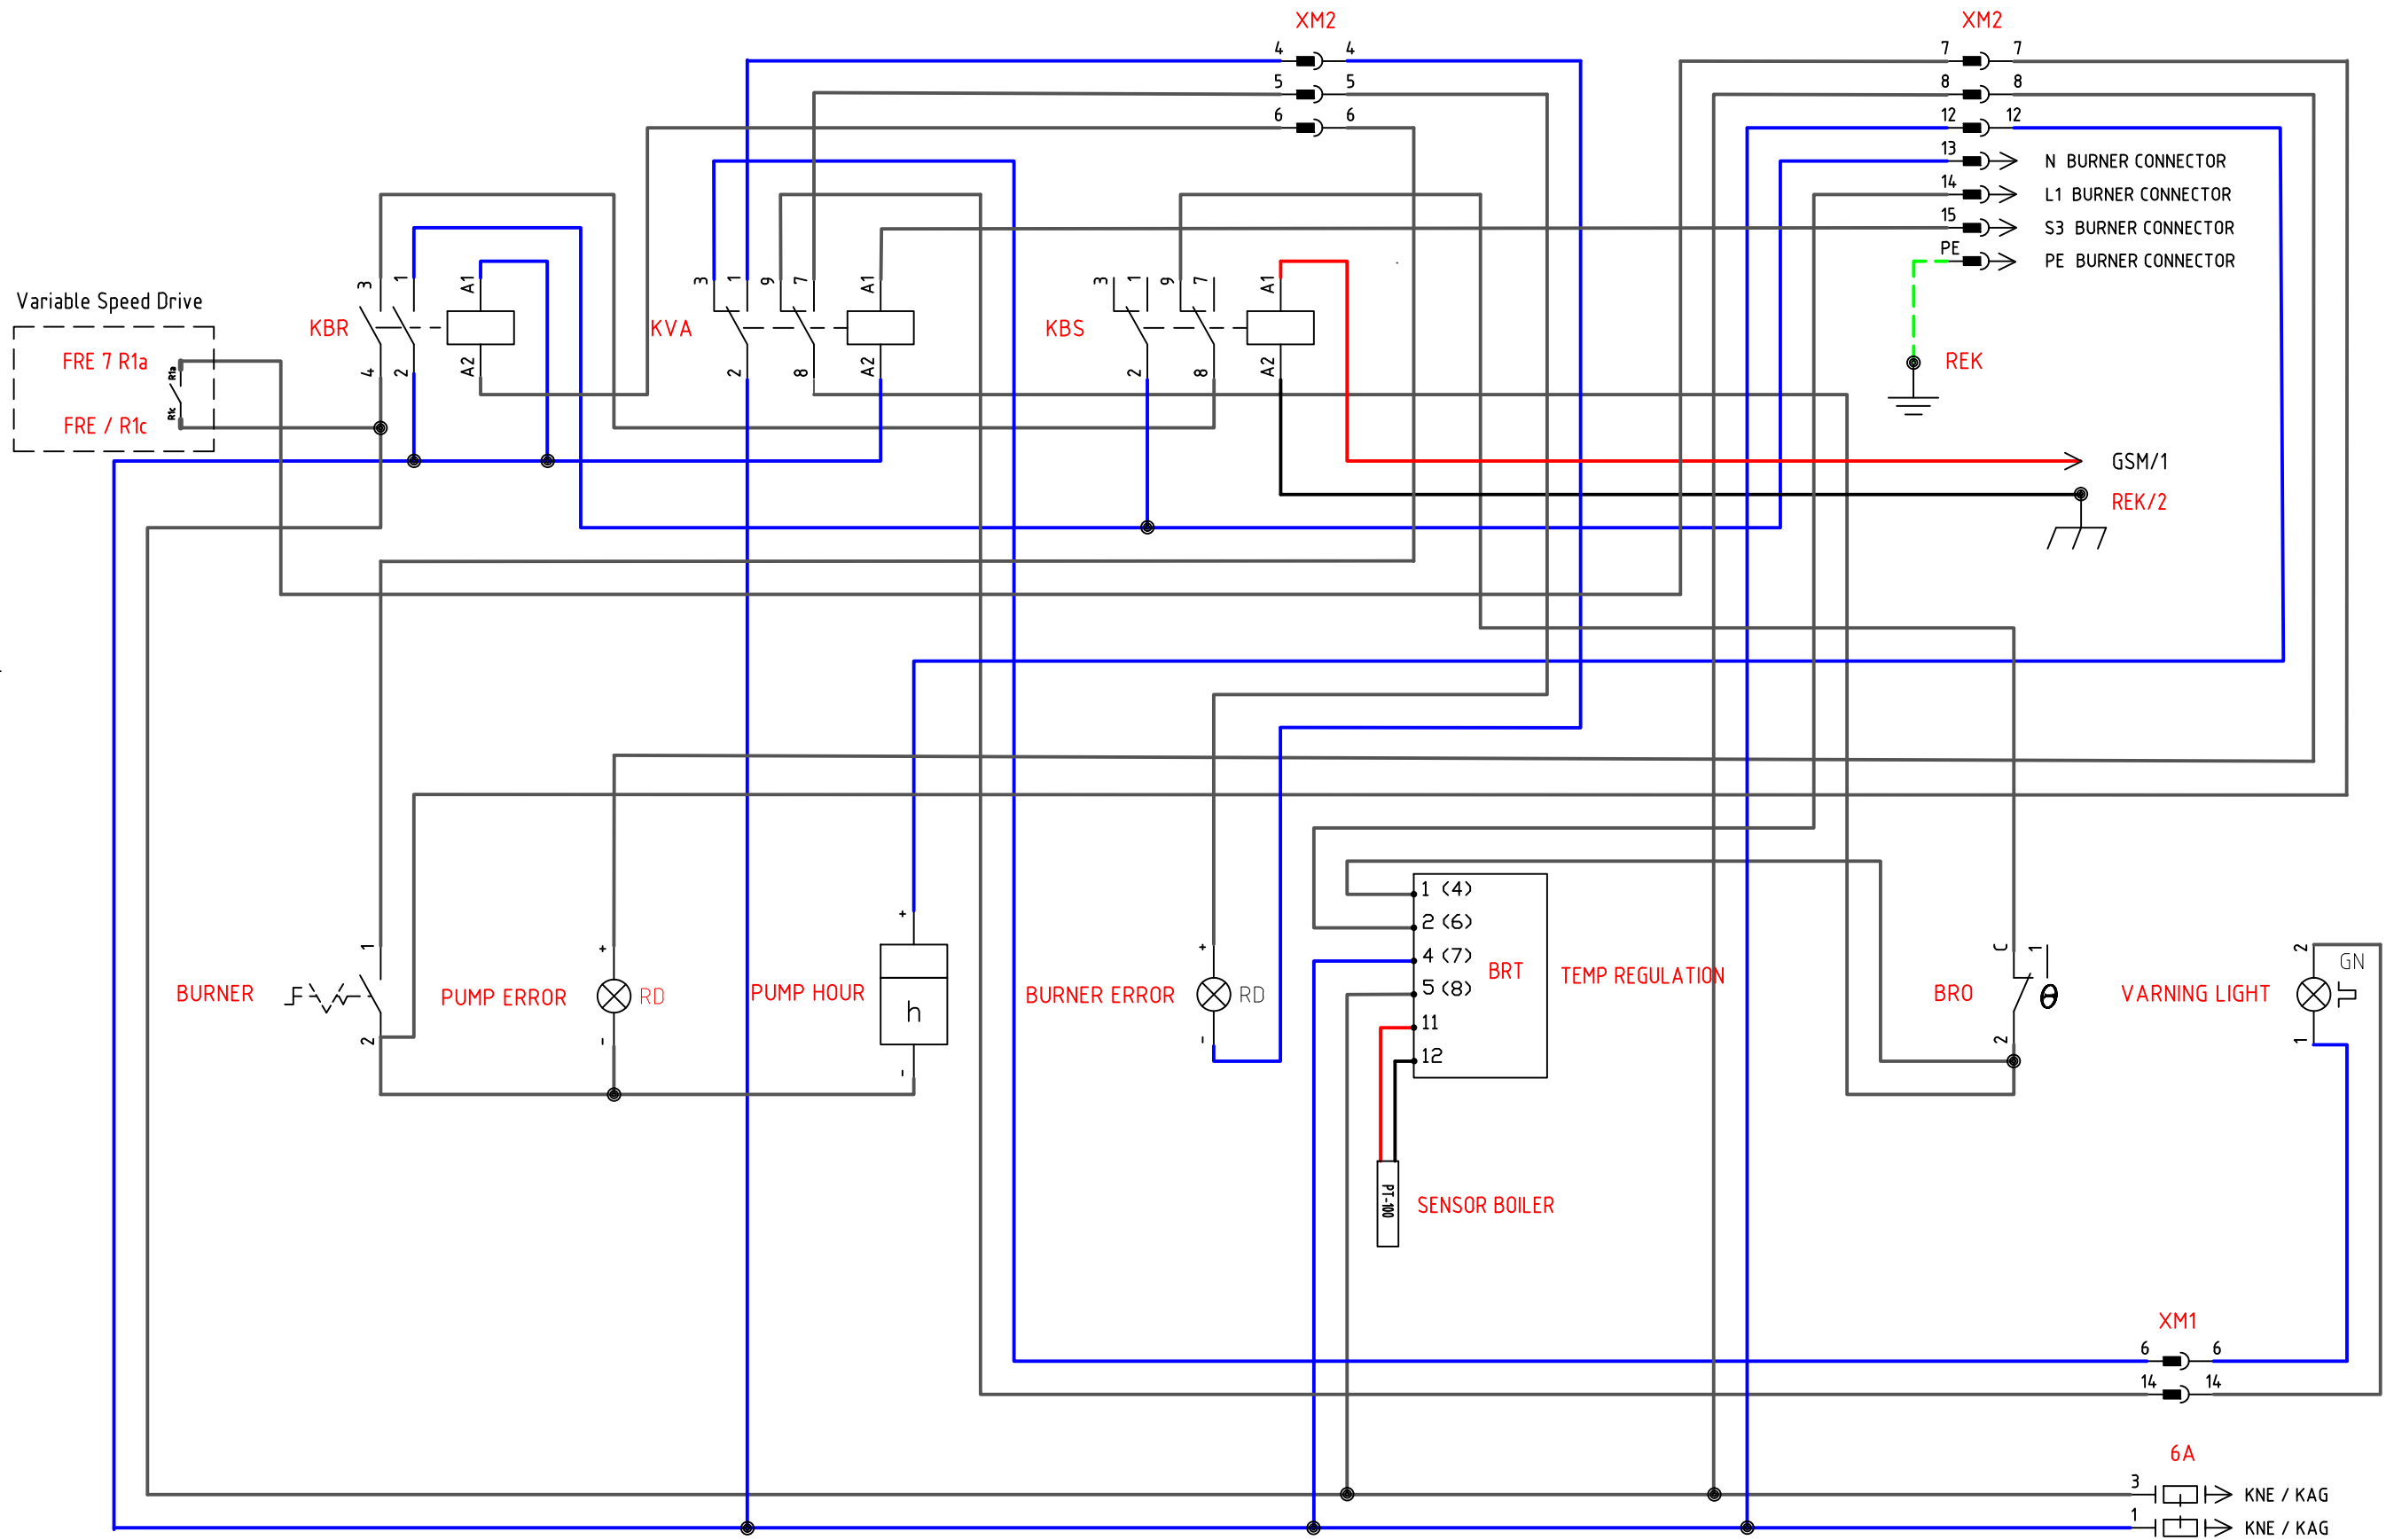 XM2
XM2
4 4
5 5
6 6
7 7
8 8
12 12
13 N BURNER CONNECTOR
14 L1 BURNER CONNECTOR
15 S3 BURNER CONNECTOR
PE PE BURNER CONNECTOR
3 1 A1
3 1 9 7 A1
3 1 9 7 A1
Variable Speed Drive
KBR
KVA
KBS
FRE 7 R1a
R1a
REK
4 2 A2
2 8 A2
2 8 A2
FRE / R1c
R1c
GSM/1
REK/2
1 (4)
2 (6)
4 (7)
5 (8)
11
12
BRT
TEMP REGULATION
1
BURNER
2
+
PUMP ERROR
RD
-
+
PUMP HOUR
h
-
+
BURNER ERROR
RD
-
C 1
BRO
θ
2
2
GN
VARNING LIGHT
1
PT-100
SENSOR BOILER
XM1
6 6
14 14
6A
3 KNE / KAG
1 KNE / KAG